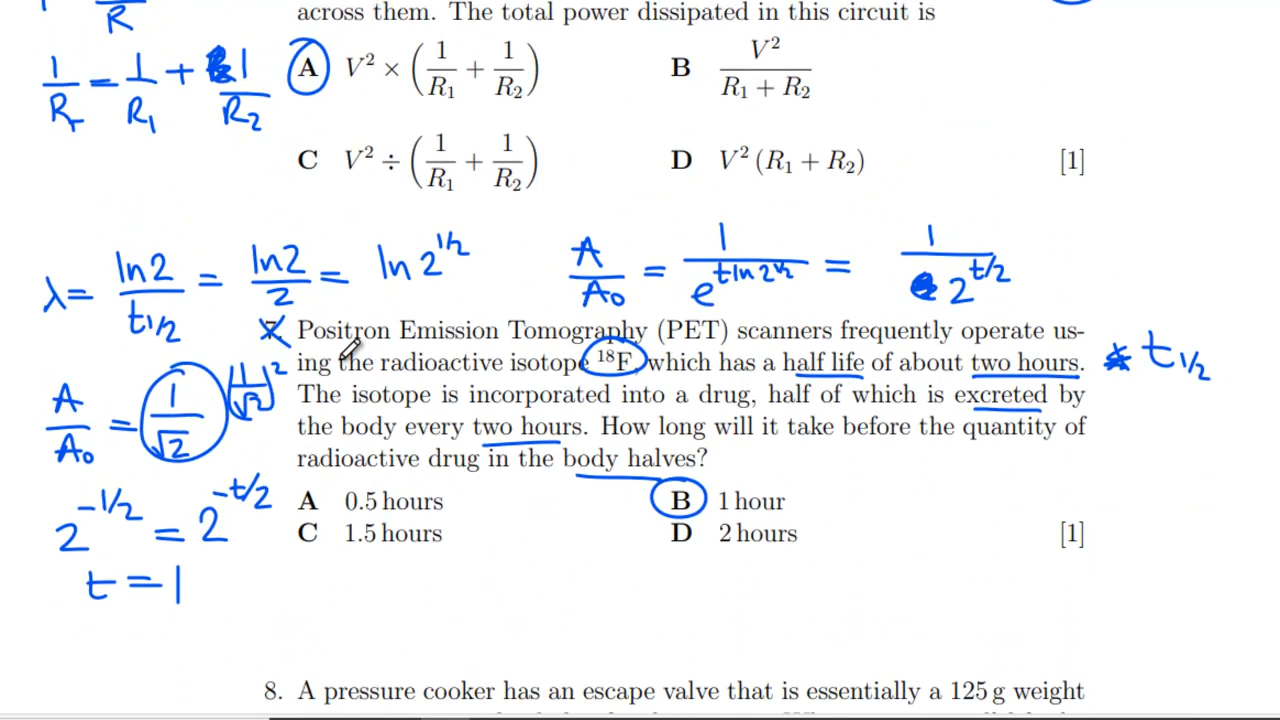 across them. The total power dissipated in this circuit is
R
1/R_T = 1/R₁ + 1/R₂
A V² × (1/R₁ + 1/R₂) B V²/(R₁ + R₂)
C V² ÷ (1/R₁ + 1/R₂) D V² (R₁ + R₂) [1]
λ = ln2/t1/2 = ln2/2 = ln 2^1/2 A/A₀ = 1/e^(t ln 2^1/2) = 1/2^(t/2)
7. Positron Emission Tomography (PET) scanners frequently operate us-
ing the radioactive isotope ¹⁸F, which has a half life of about two hours. * t1/2
The isotope is incorporated into a drug, half of which is excreted by
the body every two hours. How long will it take before the quantity of
radioactive drug in the body halves?
A/A₀ = 1/√2 (1/√2)²
2^(-1/2) = 2^(-t/2)
t = 1
A 0.5 hours B 1 hour
C 1.5 hours D 2 hours [1]
8. A pressure cooker has an escape valve that is essentially a 125 g weight